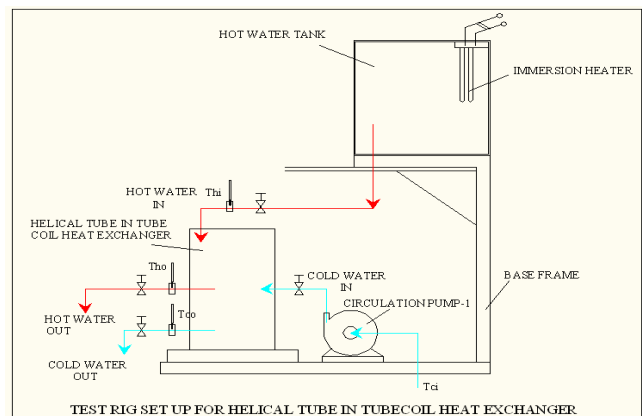 HOT WATER TANK
IMMERSION HEATER
HOT WATER
IN
Thi
HELICAL TUBE IN TUBE
COIL HEAT EXCHANGER
Tho
COLD WATER
IN
CIRCULATION PUMP-1
BASE FRAME
HOT WATER
OUT
Tco
COLD WATER
OUT
Tci
TEST RIG SET UP FOR HELICAL TUBE IN TUBECOIL HEAT EXCHANGER